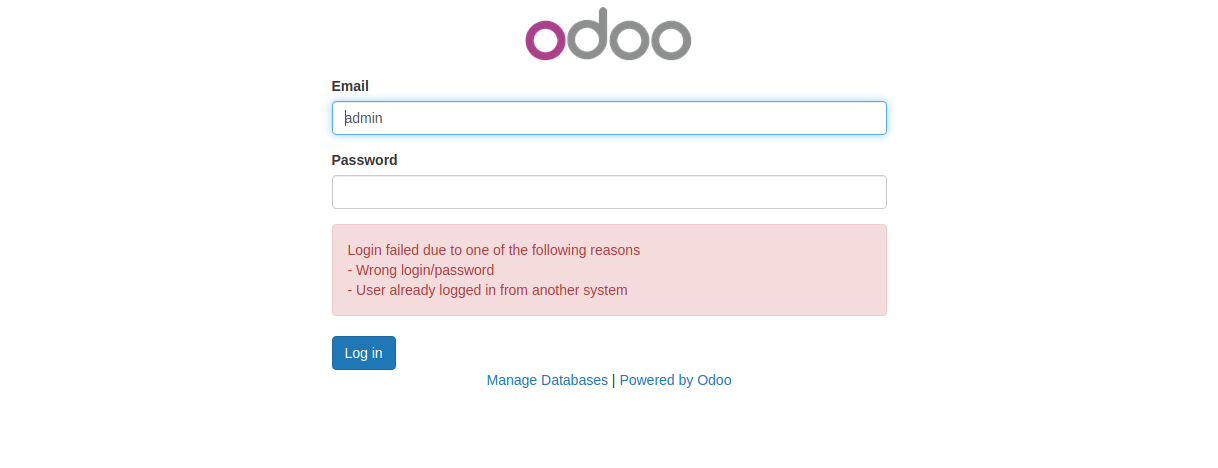 odoo
Email
admin
Password
Login failed due to one of the following reasons
- Wrong login/password
- User already logged in from another system
Log in
Manage Databases | Powered by Odoo